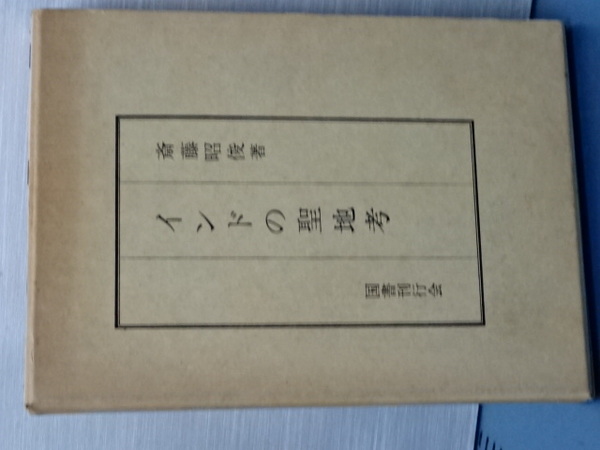 斎藤昭俊著
インドの聖地考
国書刊行会